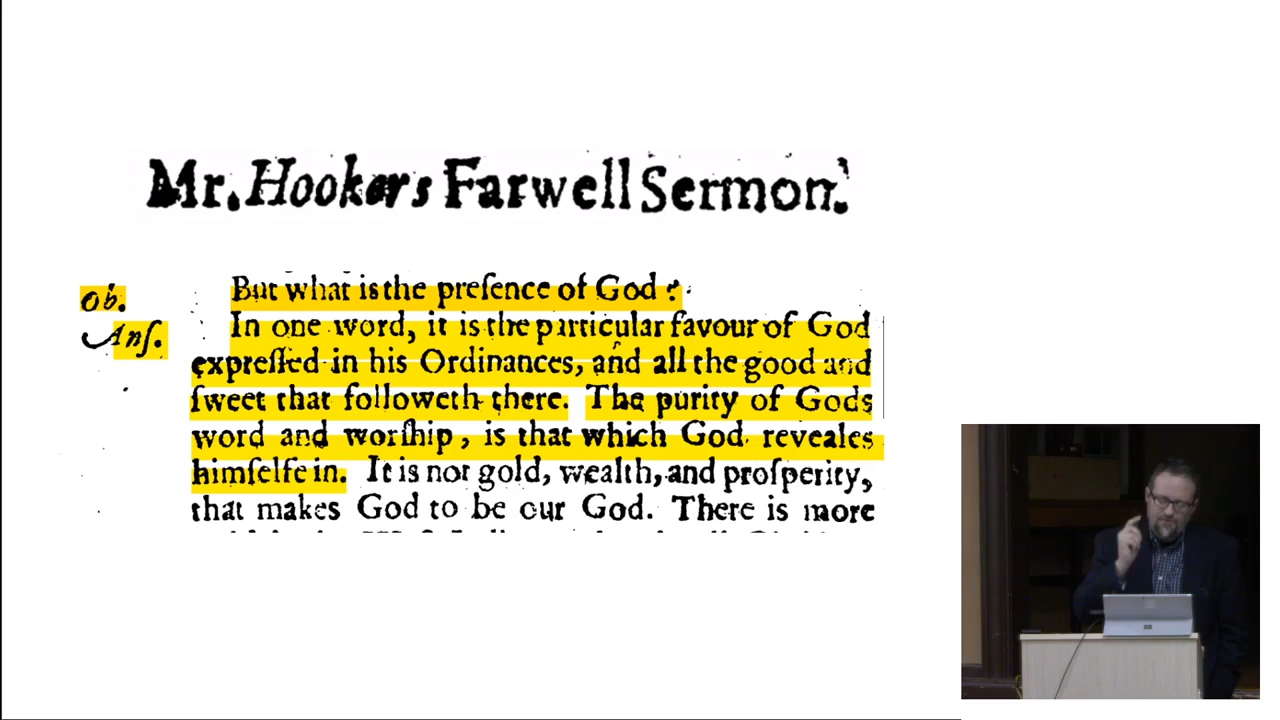 Mr. Hookers Farwell Sermon.
Ob. But what is the preſence of God?
Anſ. In one word, it is the particular favour of God
expreſſed in his Ordinances, and all the good and
ſweet that followeth there. The purity of Gods
word and worſhip, is that which God reveales
himſelfe in. It is not gold, wealth, and proſperity,
that makes God to be our God. There is more